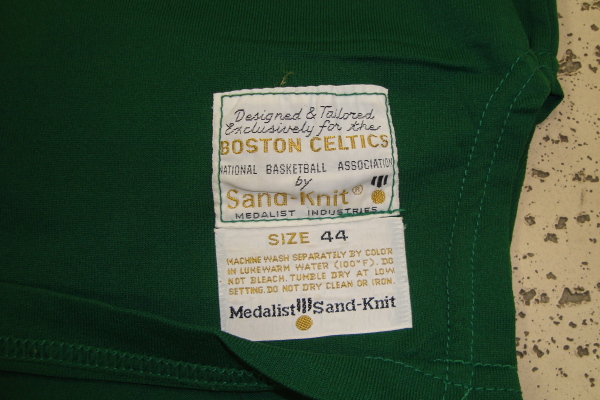 Designed & Tailored
Exclusively for the
BOSTON CELTICS
NATIONAL BASKETBALL ASSOCIATION
by
Sand-Knit®
MEDALIST INDUSTRIES
SIZE 44
MACHINE WASH SEPARATELY BY COLOR
IN LUKEWARM WATER (100°F). DO
NOT BLEACH. TUMBLE DRY AT LOW
SETTING. DO NOT DRY CLEAN OR IRON.
Medalist Sand-Knit